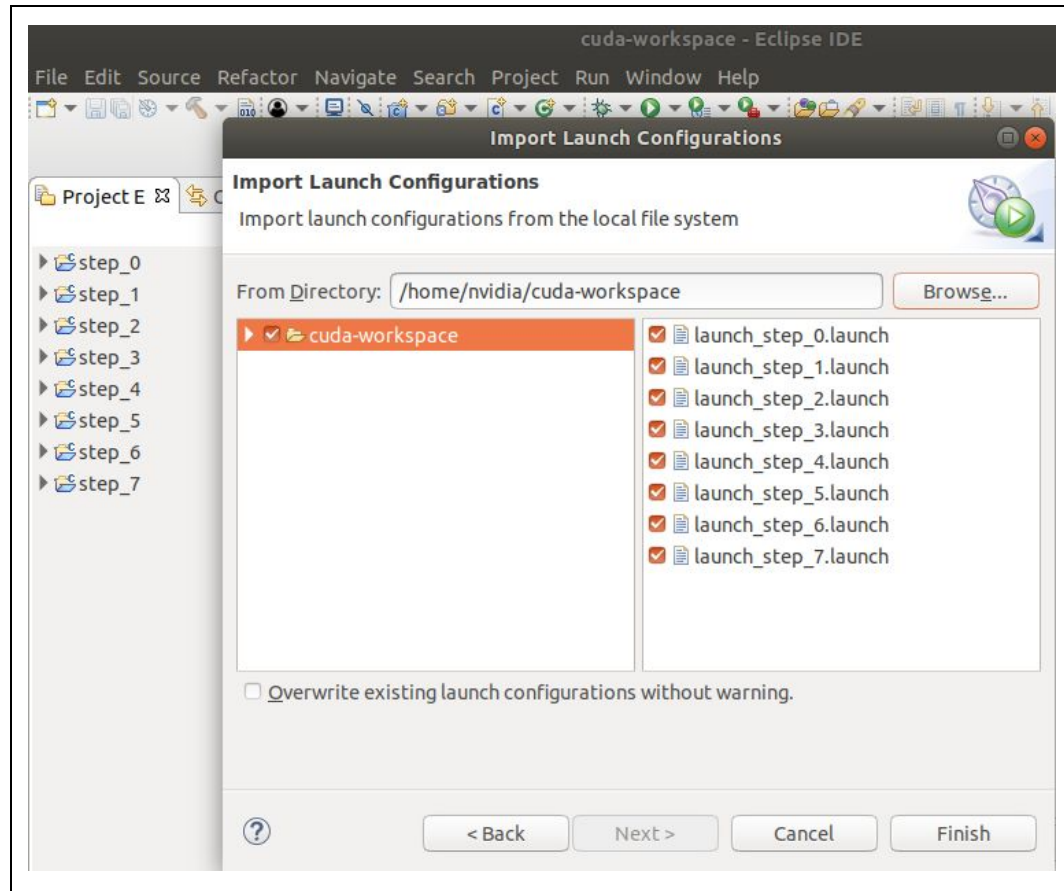 cuda-workspace - Eclipse IDE
File Edit Source Refactor Navigate Search Project Run Window Help
Import Launch Configurations
Project E
Import Launch Configurations
Import launch configurations from the local file system
step_0
step_1
step_2
step_3
step_4
step_5
step_6
step_7
From Directory: /home/nvidia/cuda-workspace Browse...
cuda-workspace
launch_step_0.launch
launch_step_1.launch
launch_step_2.launch
launch_step_3.launch
launch_step_4.launch
launch_step_5.launch
launch_step_6.launch
launch_step_7.launch
Overwrite existing launch configurations without warning.
? < Back Next > Cancel Finish